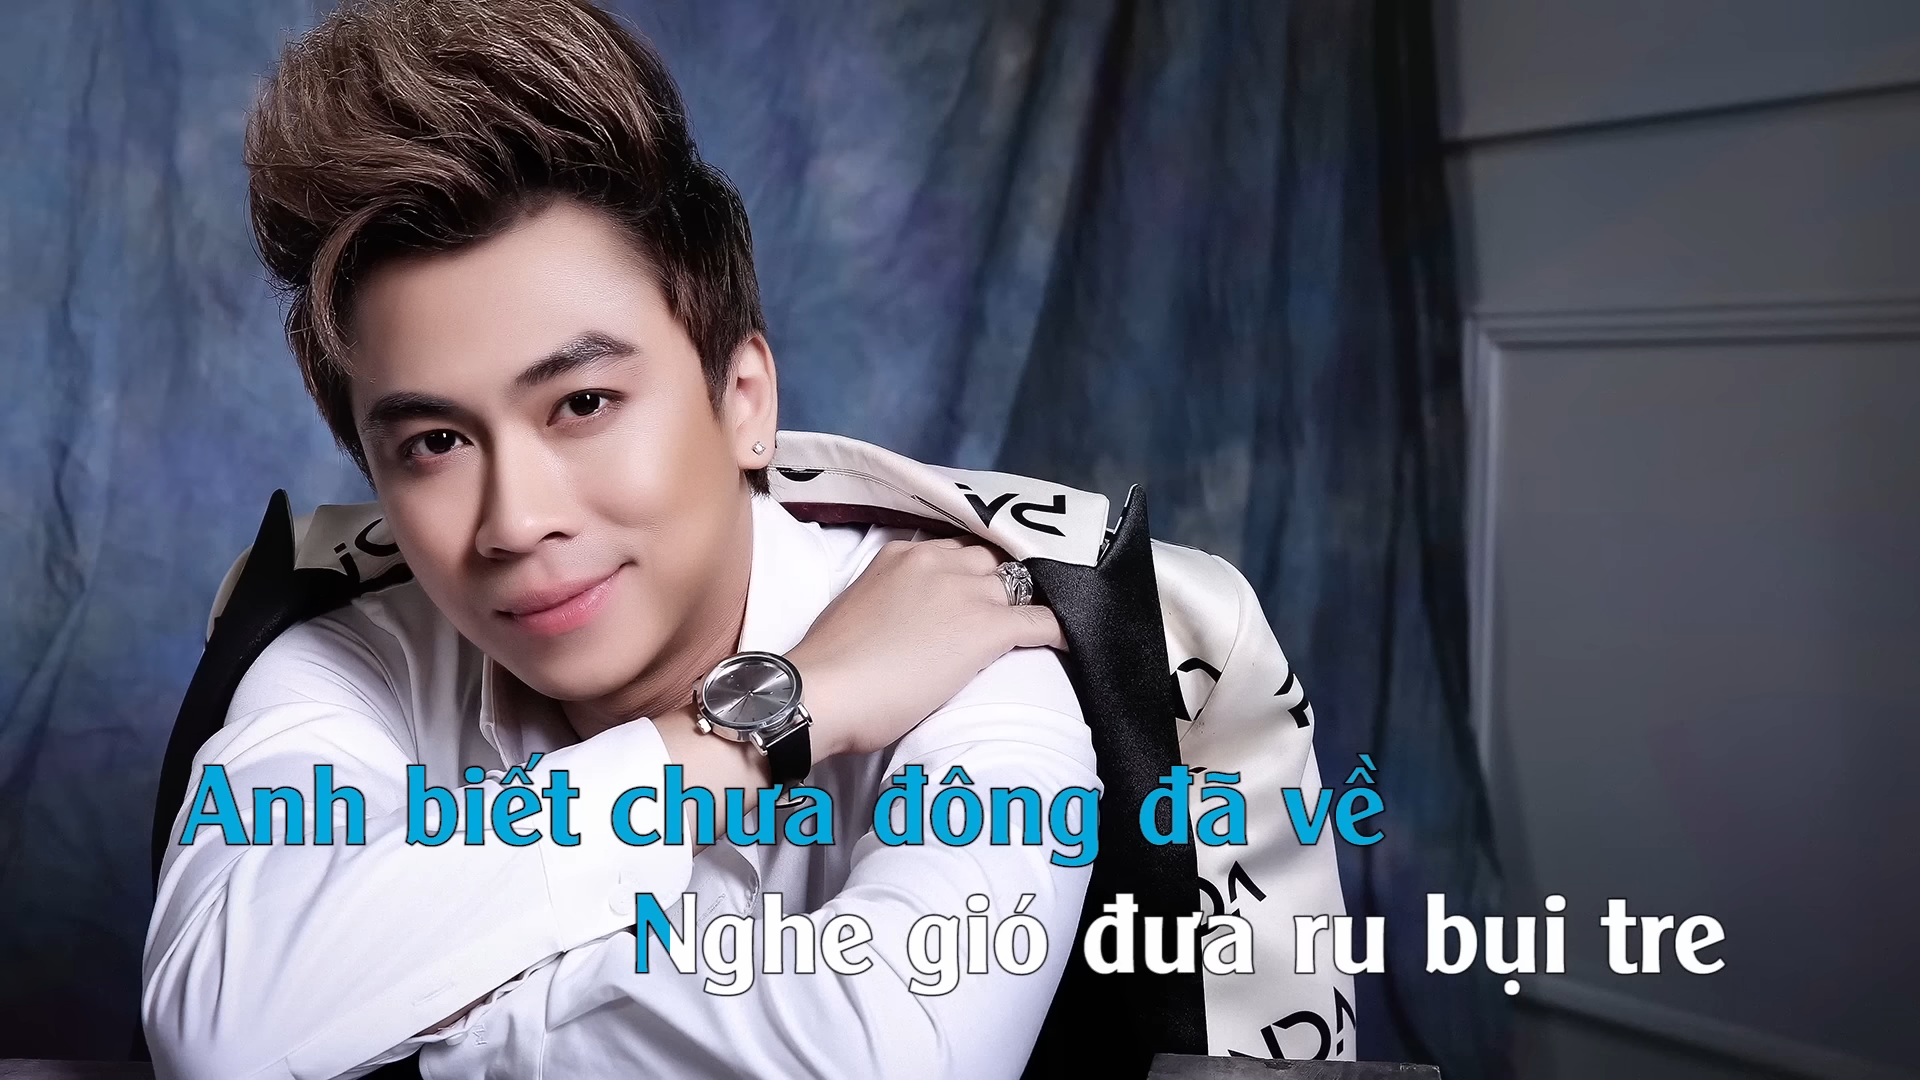 Anh biết chưa đông đã về
Nghe gió đưa ru bụi tre